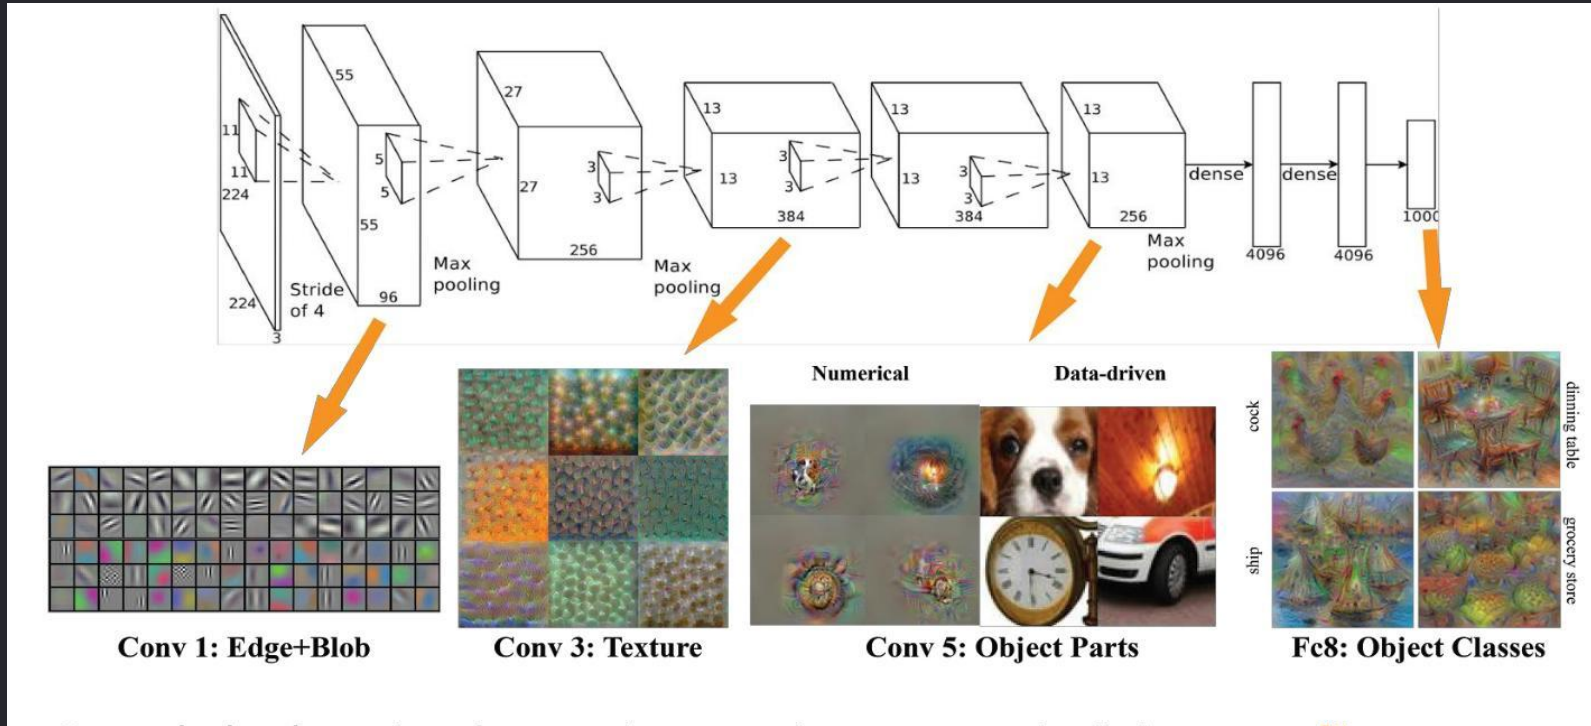 55
27
13
13
13
11
5
3
3
3
11
5
27
3
13
3
13
3
13
224
55
dense
dense
384
384
256
1000
256
4096
4096
Max
pooling
Max
pooling
Max
pooling
224
Stride
of 4
96
3
Numerical
Data-driven
cock
dinning table
ship
grocery store
Conv 1: Edge+Blob
Conv 3: Texture
Conv 5: Object Parts
Fc8: Object Classes